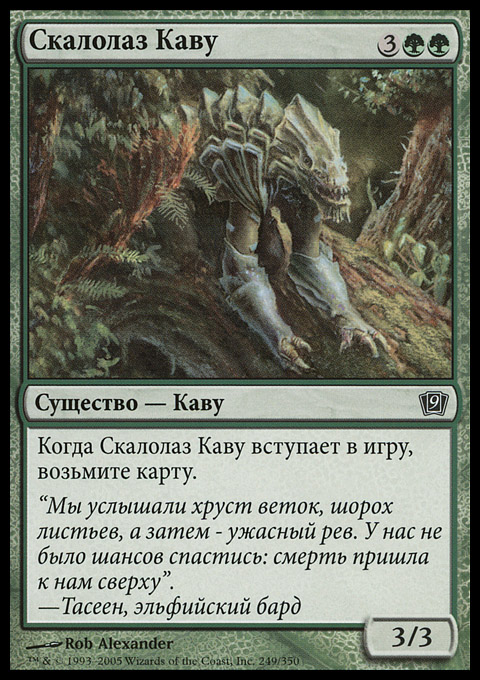 Скалолаз Каву 3
Существо — Каву 9
Когда Скалолаз Каву вступает в игру,
возьмите карту.
“Мы услышали хруст веток, шорох
листьев, а затем - ужасный рев. У нас не
было шансов спастись: смерть пришла
к нам сверху”.
—Тасеен, эльфийский бард
Rob Alexander
3/3
™ & © 1993–2005 Wizards of the Coast, Inc. 249/350